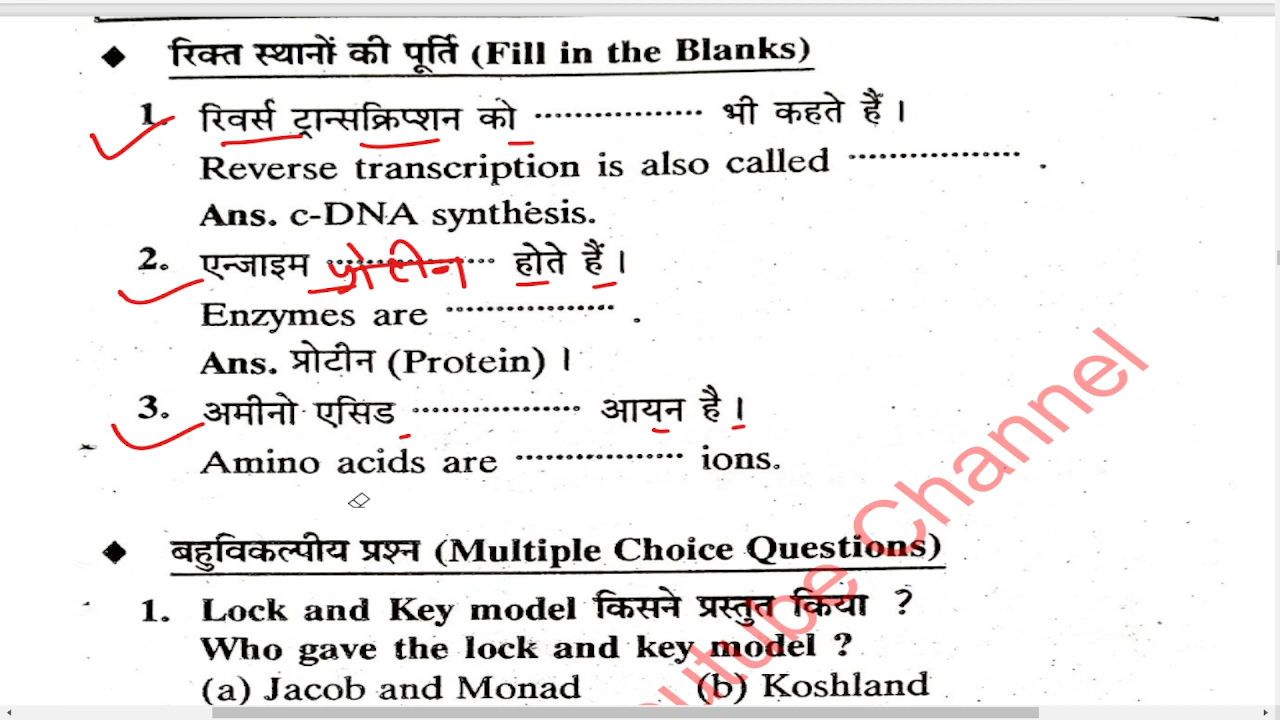 ◆ रिक्त स्थानों की पूर्ति (Fill in the Blanks)
1. रिवर्स ट्रान्सक्रिप्शन को ................. भी कहते हैं ।
Reverse transcription is also called ................. .
Ans. c-DNA synthesis.
2. एन्जाइम ........प्रोटीन........ होते हैं ।
Enzymes are ................. .
Ans. प्रोटीन (Protein) ।
3. अमीनो एसिड ................. आयन है ।
Amino acids are ................. ions.
◆ बहुविकल्पीय प्रश्न (Multiple Choice Questions)
1. Lock and Key model किसने प्रस्तुत किया ?
Who gave the lock and key model ?
(a) Jacob and Monad (b) Koshland
utube Channel